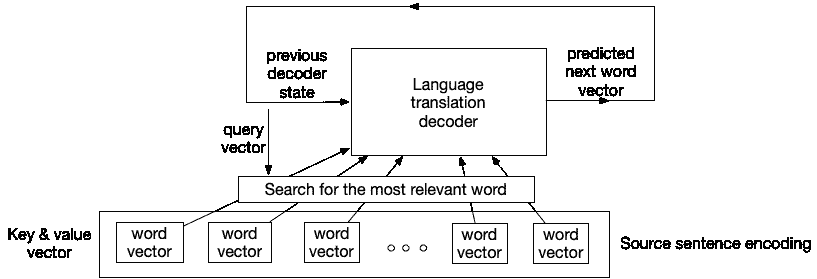 previous
decoder
state
Language
translation
decoder
predicted
next word
vector
query
vector
Search for the most relevant word
Key & value
vector
word
vector
word
vector
word
vector
word
vector
word
vector
Source sentence encoding